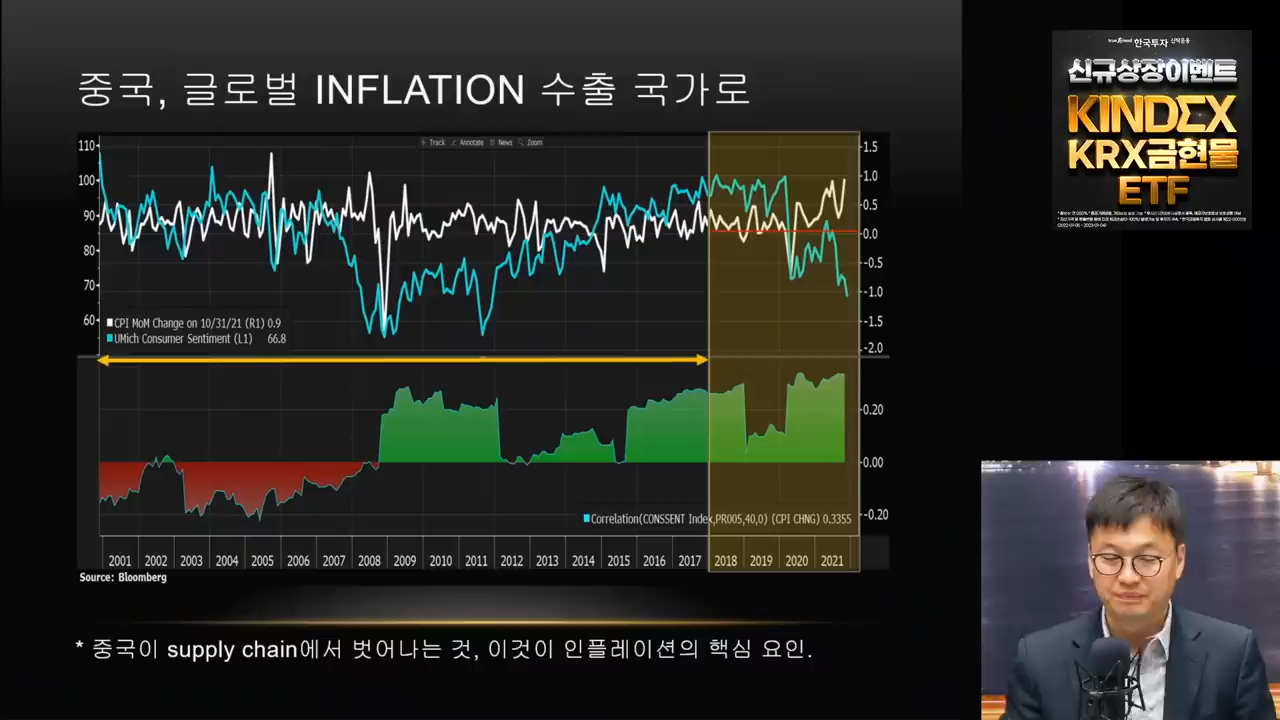 중국, 글로벌 INFLATION 수출 국가로
한국투자 신탁운용
신규상장이벤트
KINDEX
KRX금현물
ETF
Track Annotate News Zoom
110
100
90
80
70
60
1.5
1.0
0.5
0.0
-0.5
-1.0
-1.5
-2.0
CPI MoM Change on 10/31/21 (R1) 0.9
UMich Consumer Sentiment (L1) 66.8
0.20
0.00
-0.20
Correlation(CONSSENT Index,PR005,40,0) (CPI CHNG) 0.3355
2001 2002 2003 2004 2005 2006 2007 2008 2009 2010 2011 2012 2013 2014 2015 2016 2017 2018 2019 2020 2021
Source: Bloomberg
* 중국이 supply chain에서 벗어나는 것, 이것이 인플레이션의 핵심 요인.